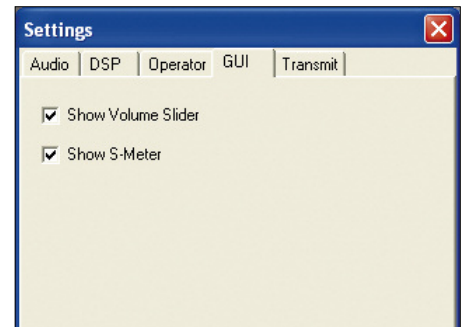 Settings
Audio DSP Operator GUI Transmit
Show Volume Slider
Show S-Meter